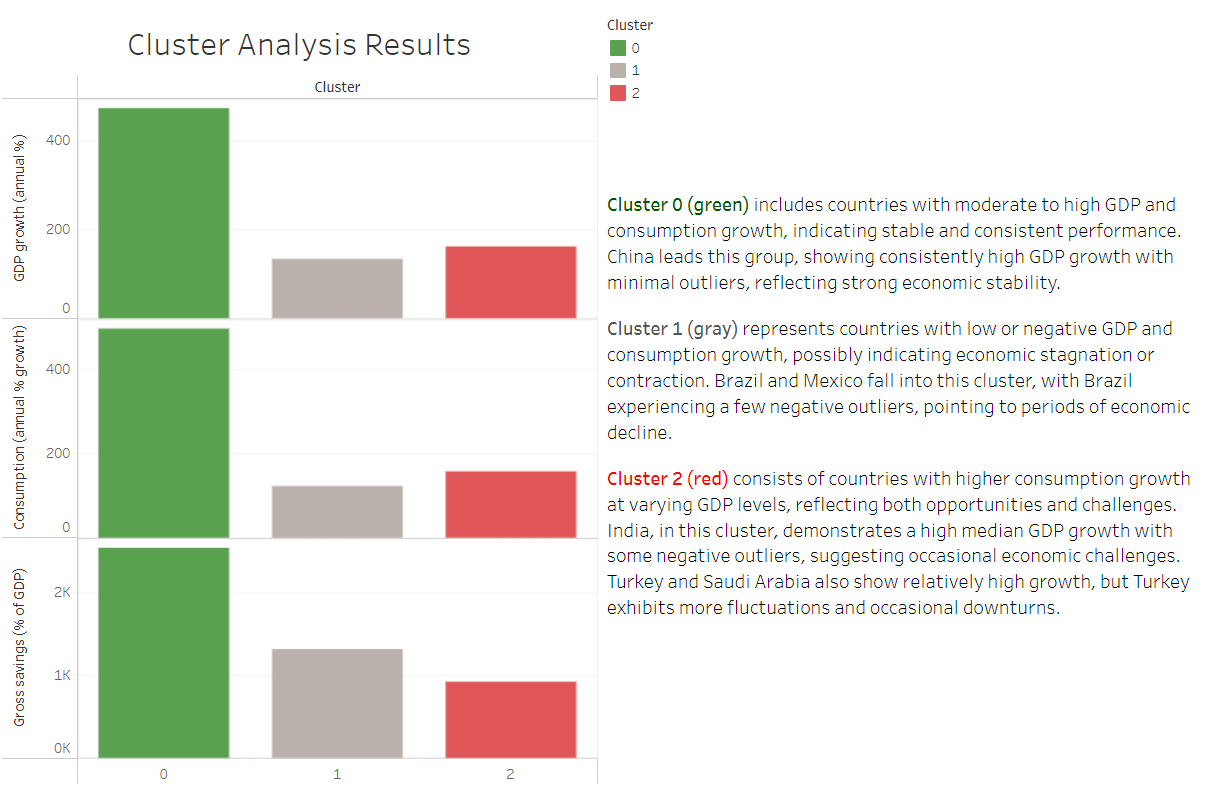 Cluster Analysis Results
Cluster
GDP growth (annual %)
400
200
0
Consumption (annual % growth)
400
200
0
Gross savings (% of GDP)
2K
1K
0K
0
1
2
Cluster
0
1
2
Cluster 0 (green) includes countries with moderate to high GDP and
consumption growth, indicating stable and consistent performance.
China leads this group, showing consistently high GDP growth with
minimal outliers, reflecting strong economic stability.
Cluster 1 (gray) represents countries with low or negative GDP and
consumption growth, possibly indicating economic stagnation or
contraction. Brazil and Mexico fall into this cluster, with Brazil
experiencing a few negative outliers, pointing to periods of economic
decline.
Cluster 2 (red) consists of countries with higher consumption growth
at varying GDP levels, reflecting both opportunities and challenges.
India, in this cluster, demonstrates a high median GDP growth with
some negative outliers, suggesting occasional economic challenges.
Turkey and Saudi Arabia also show relatively high growth, but Turkey
exhibits more fluctuations and occasional downturns.